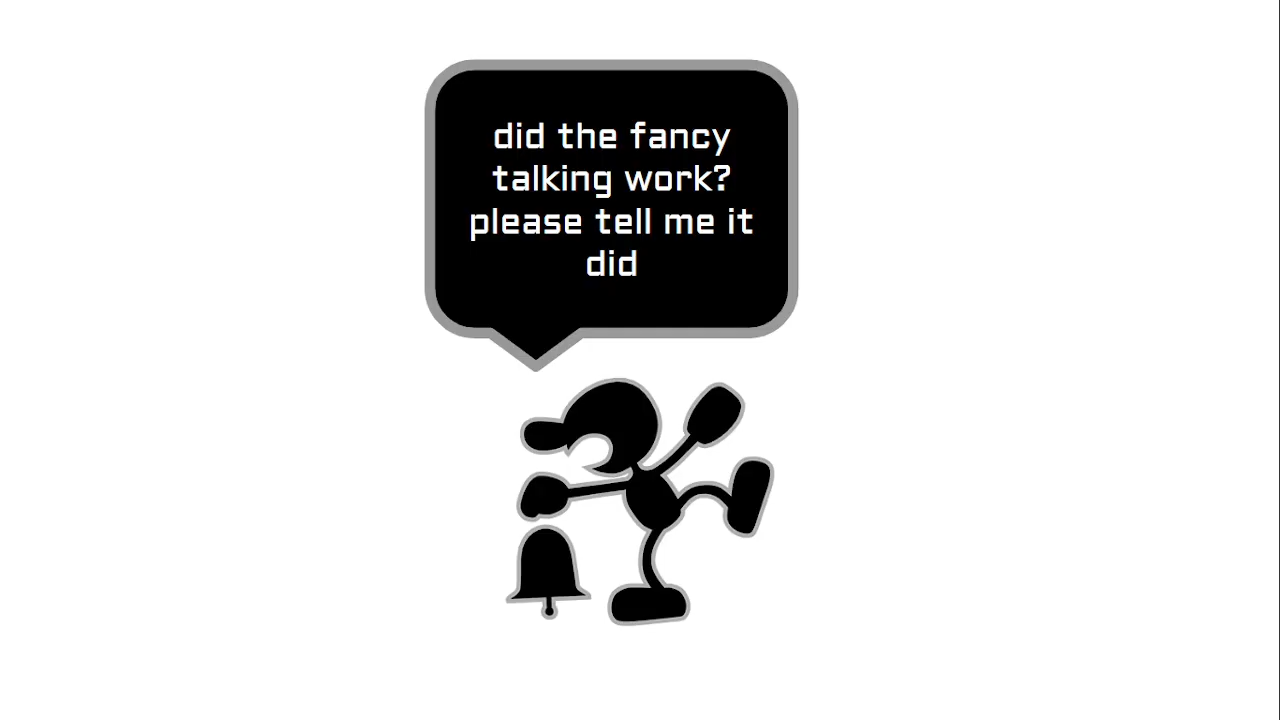 did the fancy
talking work?
please tell me it
did